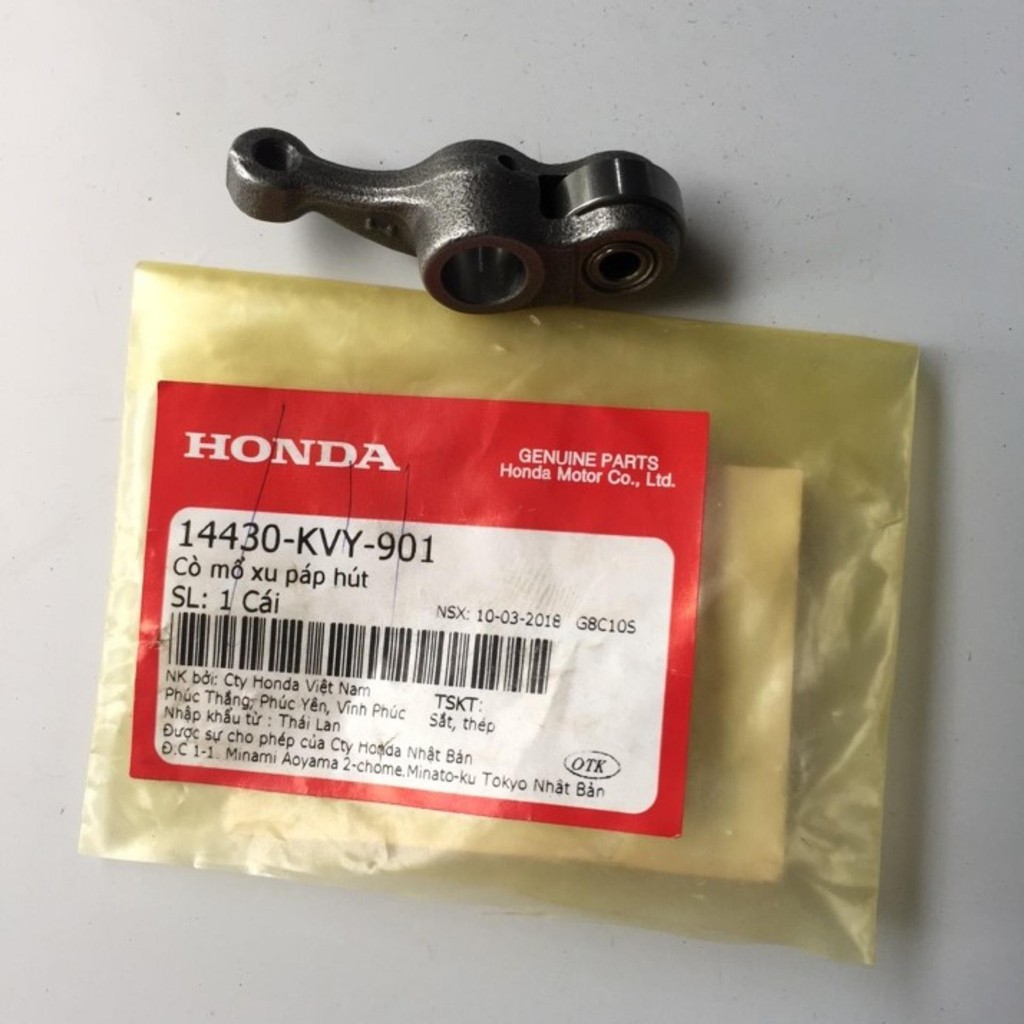 HONDA
GENUINE PARTS
Honda Motor Co., Ltd.
14430-KVY-901
Cò mổ xu páp hút
SL: 1 Cái
NSX: 10-03-2018 G8C10S
NK bởi: Cty Honda Việt Nam
Phúc Thắng, Phúc Yên, Vĩnh Phúc
TSKT:
Sắt, thép
Nhập khẩu từ : Thái Lan
Được sự cho phép của Cty Honda Nhật Bản
Đ.C 1-1. Minami Aoyama 2-chome.Minato-ku Tokyo Nhât Bản
OTK